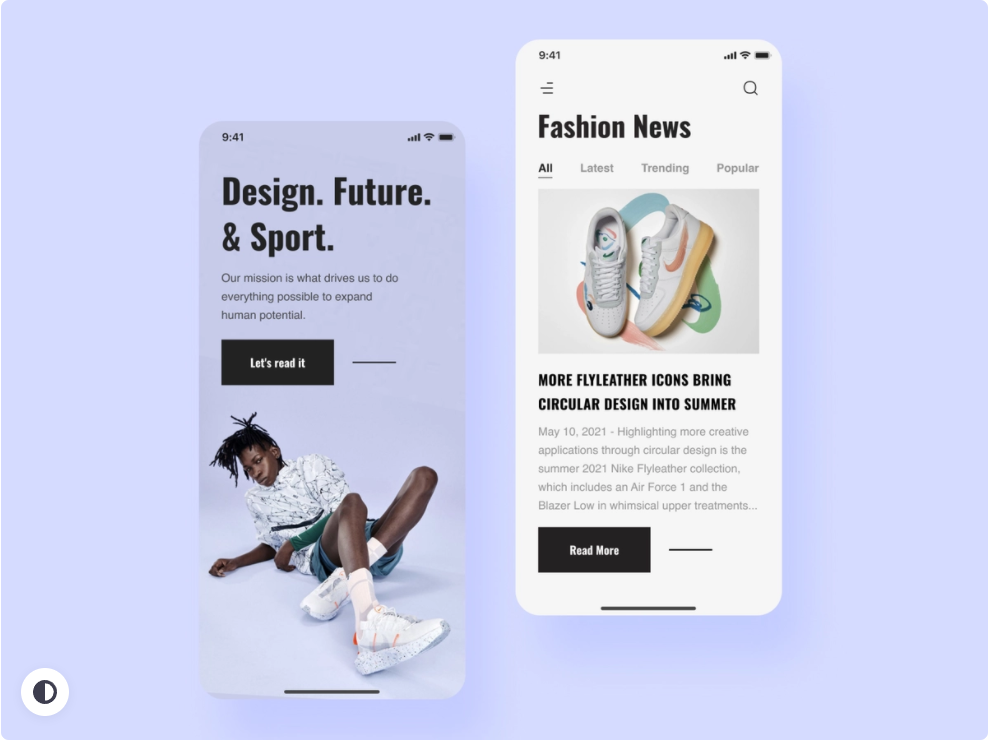 9:41
Design. Future.
& Sport.
Our mission is what drives us to do
everything possible to expand
human potential.
Let's read it
9:41
Fashion News
All Latest Trending Popular
MORE FLYLEATHER ICONS BRING
CIRCULAR DESIGN INTO SUMMER
May 10, 2021 - Highlighting more creative
applications through circular design is the
summer 2021 Nike Flyleather collection,
which includes an Air Force 1 and the
Blazer Low in whimsical upper treatments...
Read More